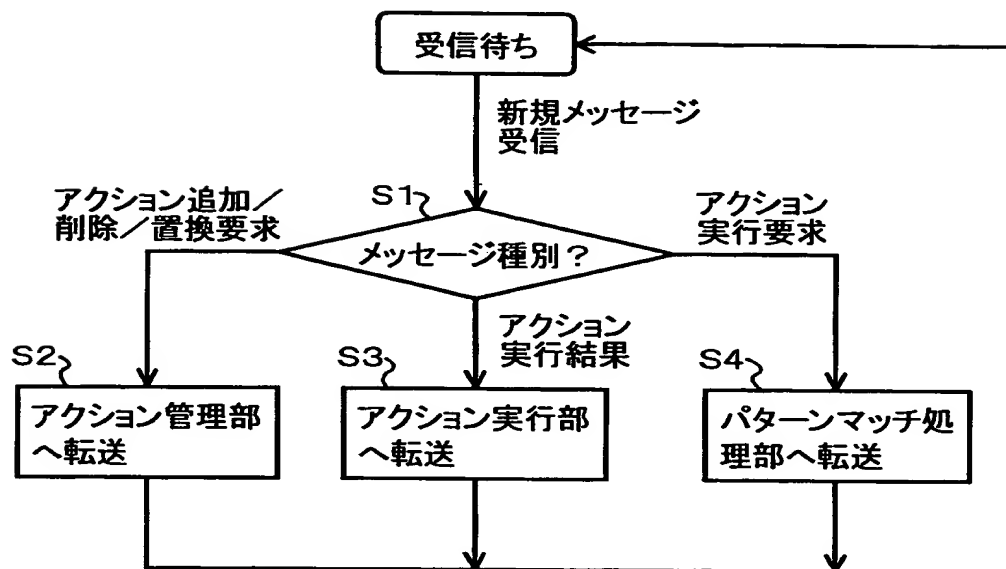 受信待ち
新規メッセージ
受信
アクション追加／
削除／置換要求
S1
アクション
実行要求
メッセージ種別？
アクション
実行結果
S2
アクション管理部
へ転送
S3
アクション実行部
へ転送
S4
パターンマッチ処
理部へ転送